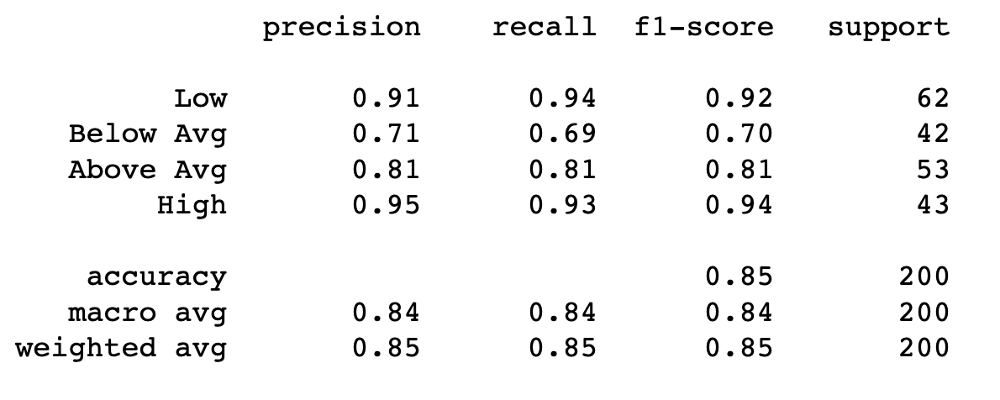 precision recall f1-score support
Low 0.91 0.94 0.92 62
Below Avg 0.71 0.69 0.70 42
Above Avg 0.81 0.81 0.81 53
High 0.95 0.93 0.94 43
accuracy 0.85 200
macro avg 0.84 0.84 0.84 200
weighted avg 0.85 0.85 0.85 200